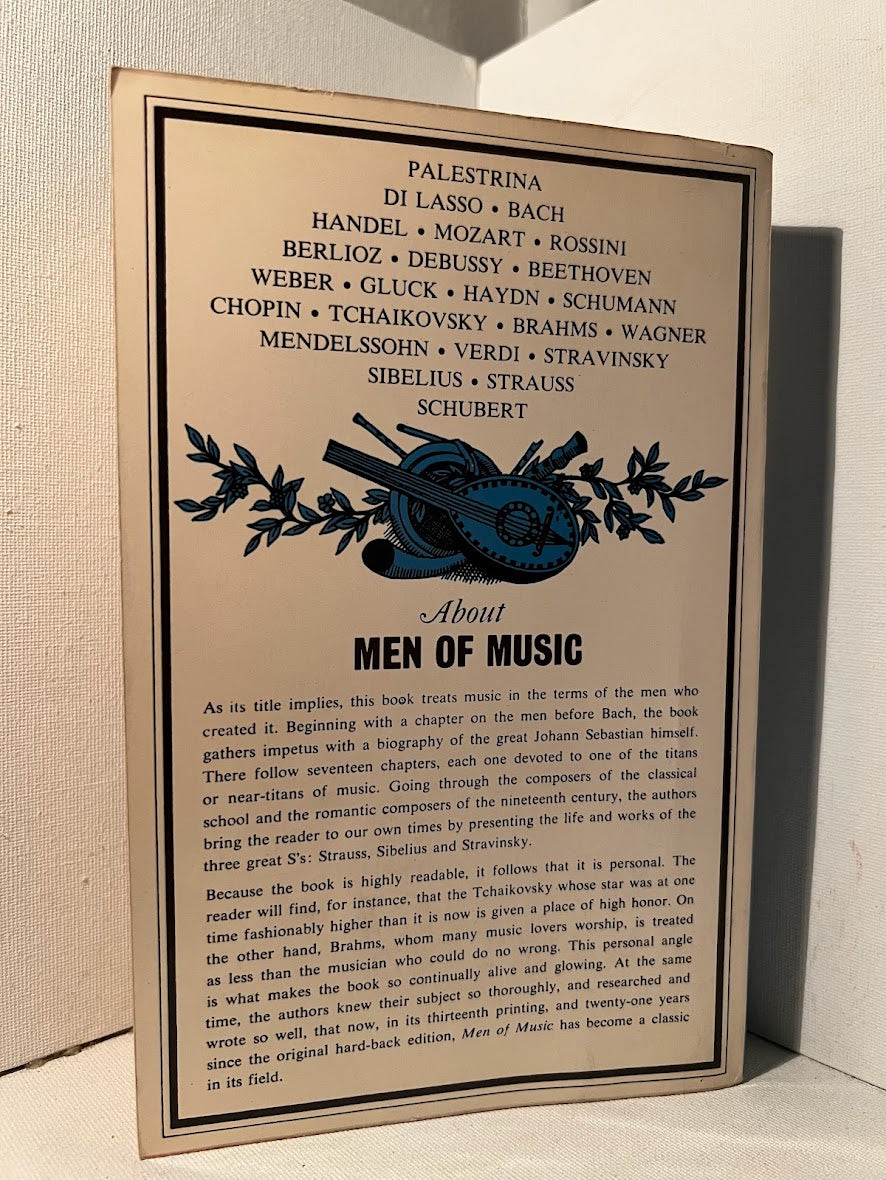 PALESTRINA
DI LASSO • BACH
HANDEL • MOZART • ROSSINI
BERLIOZ • DEBUSSY • BEETHOVEN
WEBER • GLUCK • HAYDN • SCHUMANN
CHOPIN • TCHAIKOVSKY • BRAHMS • WAGNER
MENDELSSOHN • VERDI • STRAVINSKY
SIBELIUS • STRAUSS
SCHUBERT
About
MEN OF MUSIC
As its title implies, this book treats music in the terms of the men who
created it. Beginning with a chapter on the men before Bach, the book
gathers impetus with a biography of the great Johann Sebastian himself.
There follow seventeen chapters, each one devoted to one of the titans
or near-titans of music. Going through the composers of the classical
school and the romantic composers of the nineteenth century, the authors
bring the reader to our own times by presenting the life and works of the
three great S's: Strauss, Sibelius and Stravinsky.
Because the book is highly readable, it follows that it is personal. The
reader will find, for instance, that the Tchaikovsky whose star was at one
time fashionably higher than it is now is given a place of high honor. On
the other hand, Brahms, whom many music lovers worship, is treated
as less than the musician who could do no wrong. This personal angle
is what makes the book so continually alive and glowing. At the same
time, the authors knew their subject so thoroughly, and researched and
wrote so well, that now, in its thirteenth printing, and twenty-one years
since the original hard-back edition, Men of Music has become a classic
in its field.